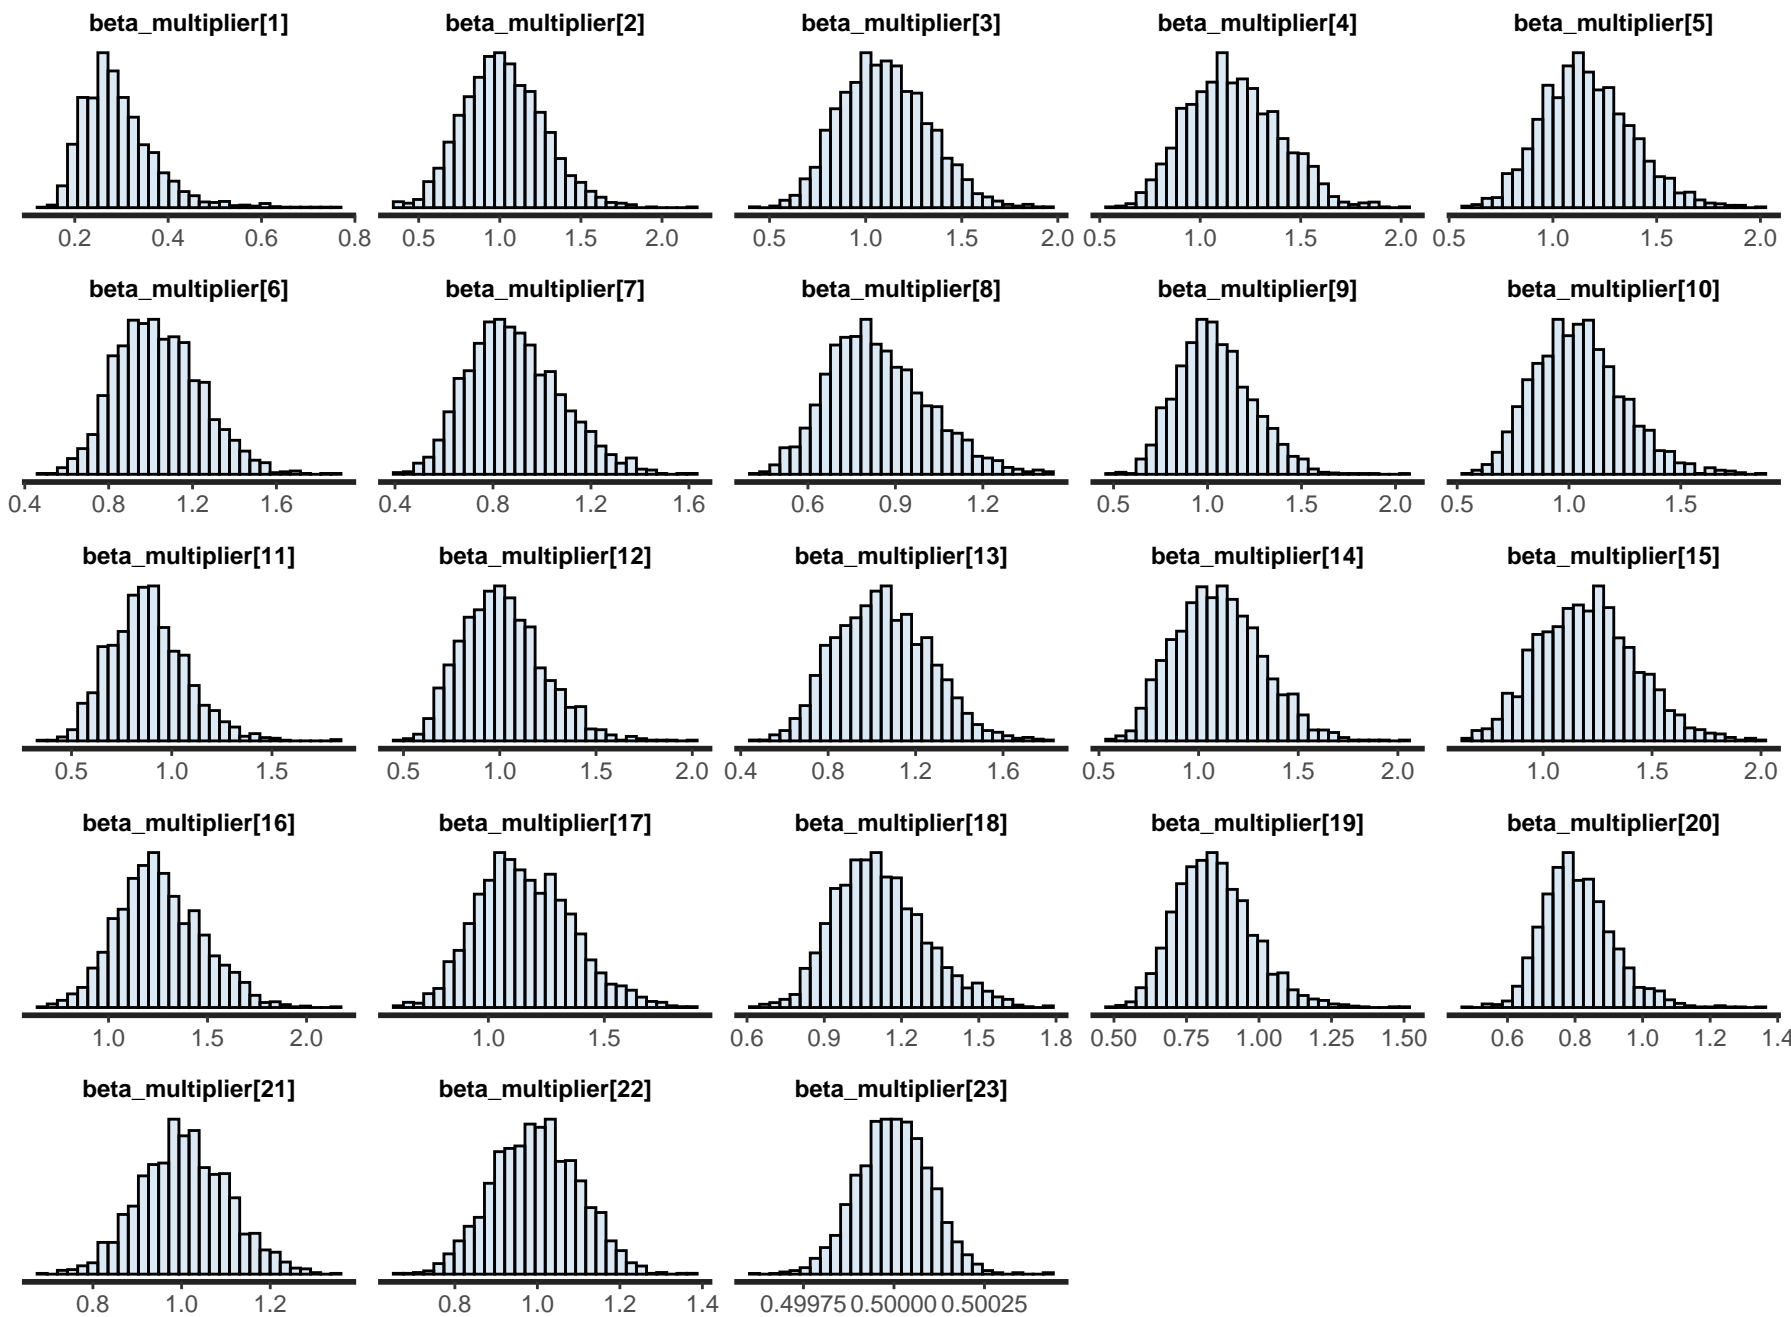 beta_multiplier[1] beta_multiplier[2] beta_multiplier[3] beta_multiplier[4] beta_multiplier[5]
0.2 0.4 0.6 0.8 0.5 1.0 1.5 2.0 0.5 1.0 1.5 2.0 0.5 1.0 1.5 2.0 0.5 1.0 1.5 2.0
beta_multiplier[6] beta_multiplier[7] beta_multiplier[8] beta_multiplier[9] beta_multiplier[10]
0.4 0.8 1.2 1.6 0.4 0.8 1.2 1.6 0.6 0.9 1.2 0.5 1.0 1.5 2.0 0.5 1.0 1.5
beta_multiplier[11] beta_multiplier[12] beta_multiplier[13] beta_multiplier[14] beta_multiplier[15]
0.5 1.0 1.5 0.5 1.0 1.5 2.0 0.4 0.8 1.2 1.6 0.5 1.0 1.5 2.0 1.0 1.5 2.0
beta_multiplier[16] beta_multiplier[17] beta_multiplier[18] beta_multiplier[19] beta_multiplier[20]
1.0 1.5 2.0 1.0 1.5 0.6 0.9 1.2 1.5 1.8 0.50 0.75 1.00 1.25 1.50 0.6 0.8 1.0 1.2 1.4
beta_multiplier[21] beta_multiplier[22] beta_multiplier[23]
0.8 1.0 1.2 0.8 1.0 1.2 1.4 0.49975 0.50000 0.50025